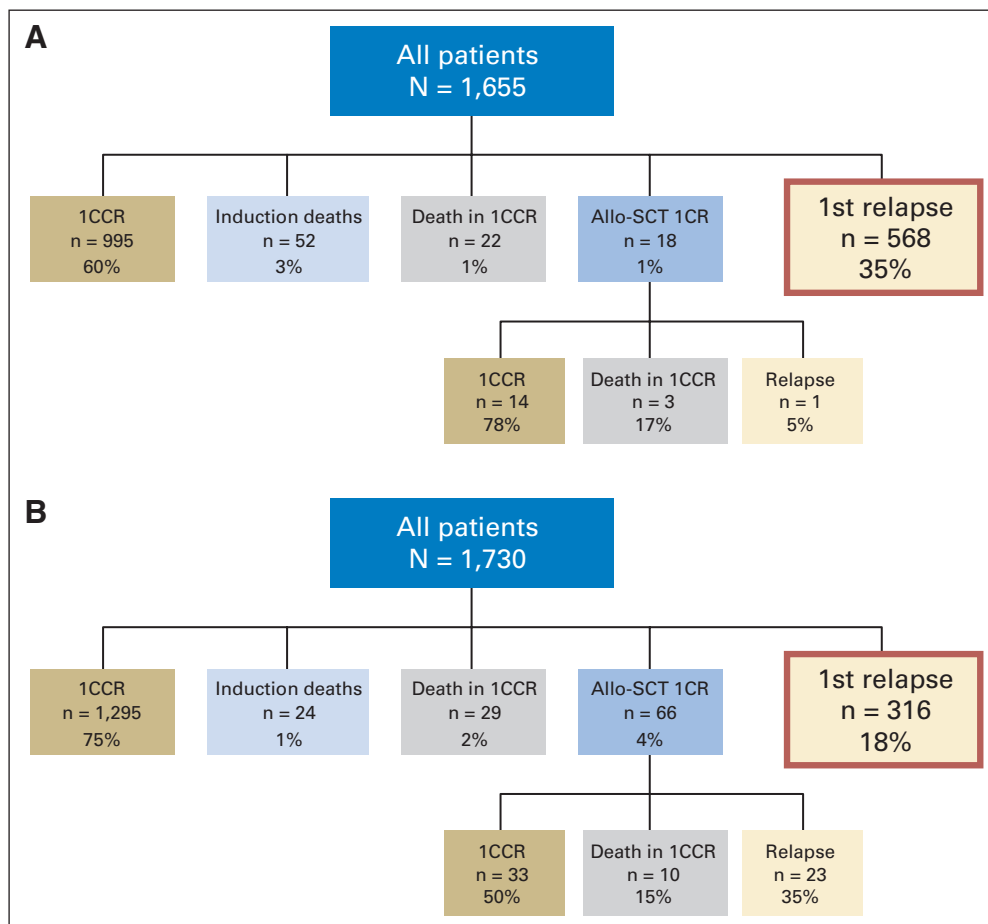 A
All patients
N = 1,655
1CCR
n = 995
60%
Induction deaths
n = 52
3%
Death in 1CCR
n = 22
1%
Allo-SCT 1CR
n = 18
1%
1st relapse
n = 568
35%
1CCR
n = 14
78%
Death in 1CCR
n = 3
17%
Relapse
n = 1
5%
B
All patients
N = 1,730
1CCR
n = 1,295
75%
Induction deaths
n = 24
1%
Death in 1CCR
n = 29
2%
Allo-SCT 1CR
n = 66
4%
1st relapse
n = 316
18%
1CCR
n = 33
50%
Death in 1CCR
n = 10
15%
Relapse
n = 23
35%